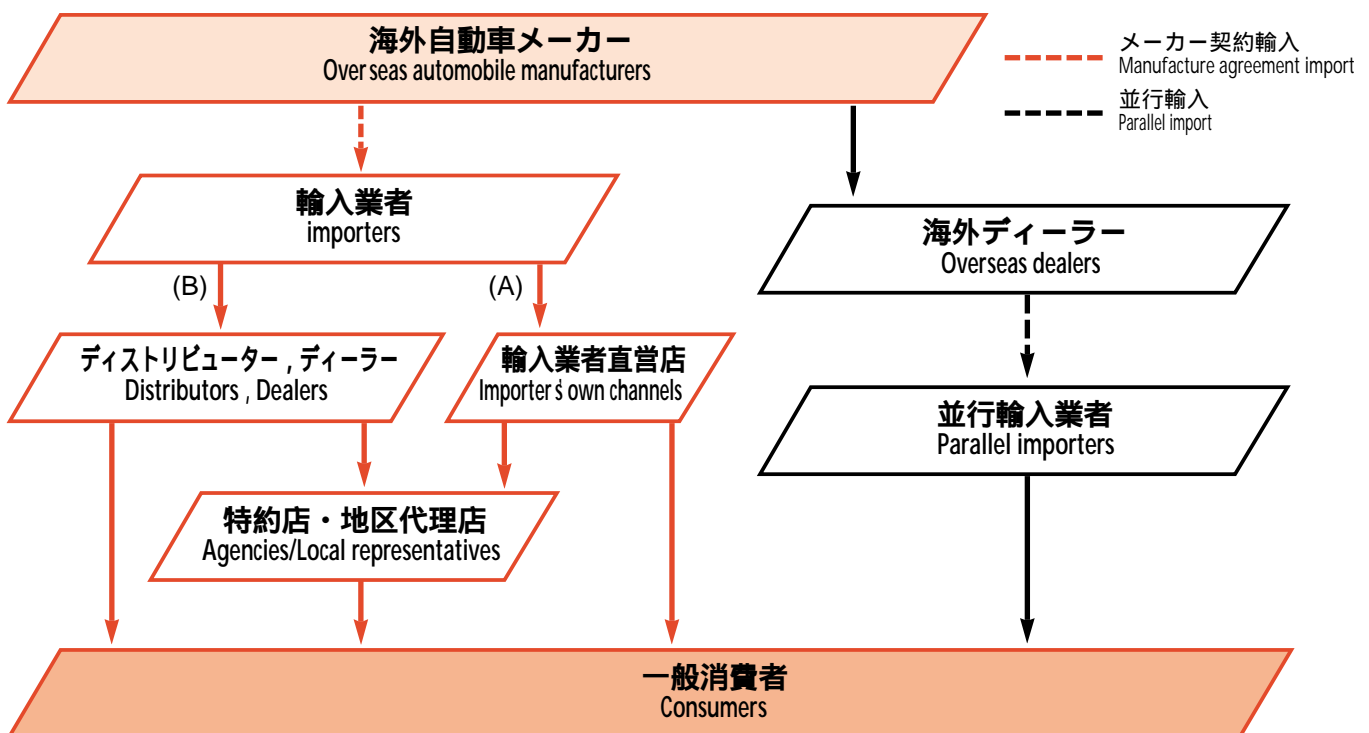 海外自動車メーカー
Overseas automobile manufacturers
メーカー契約輸入
Manufacture agreement import
並行輸入
Parallel import
輸入業者
importers
海外ディーラー
Overseas dealers
(B)
(A)
ディストリビューター , ディーラー
Distributors , Dealers
輸入業者直営店
Importer's own channels
並行輸入業者
Parallel importers
特約店・地区代理店
Agencies/Local representatives
一般消費者
Consumers